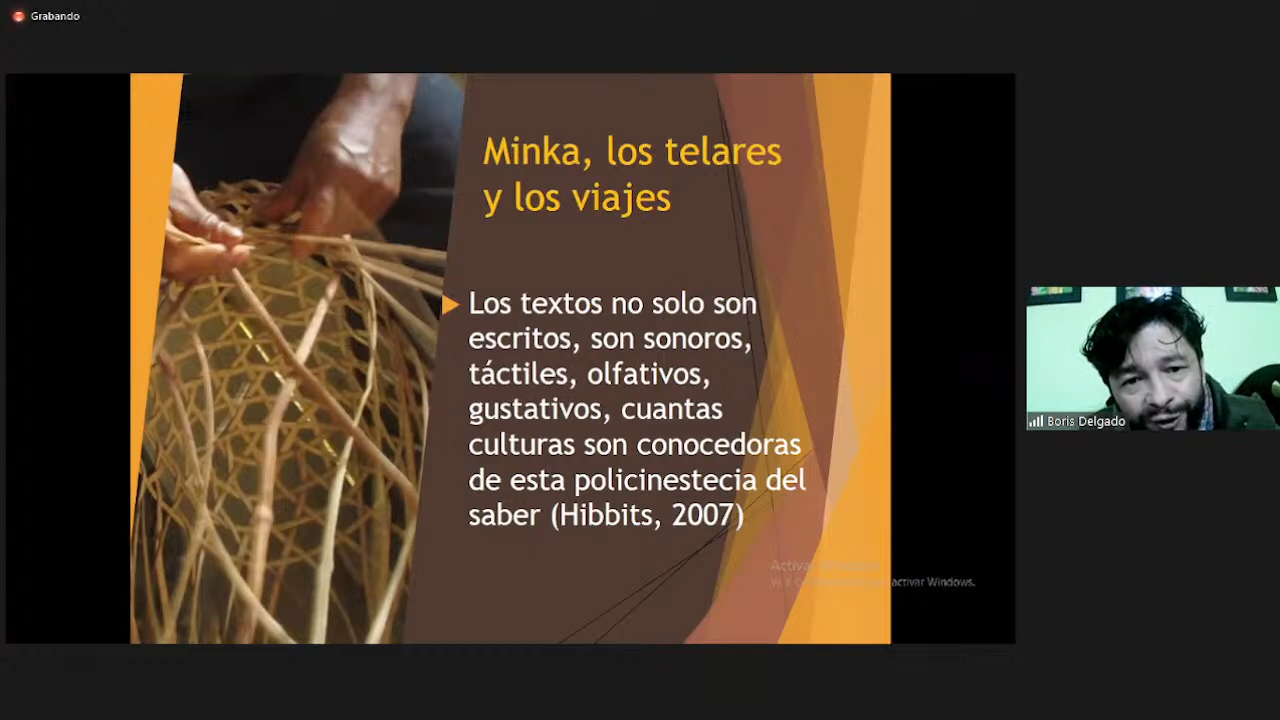 Grabando
Minka, los telares
y los viajes
Los textos no solo son
escritos, son sonoros,
táctiles, olfativos,
gustativos, cuantas
culturas son conocedoras
de esta policinestecia del
saber (Hibbits, 2007)
activar Windows.
Boris Delgado